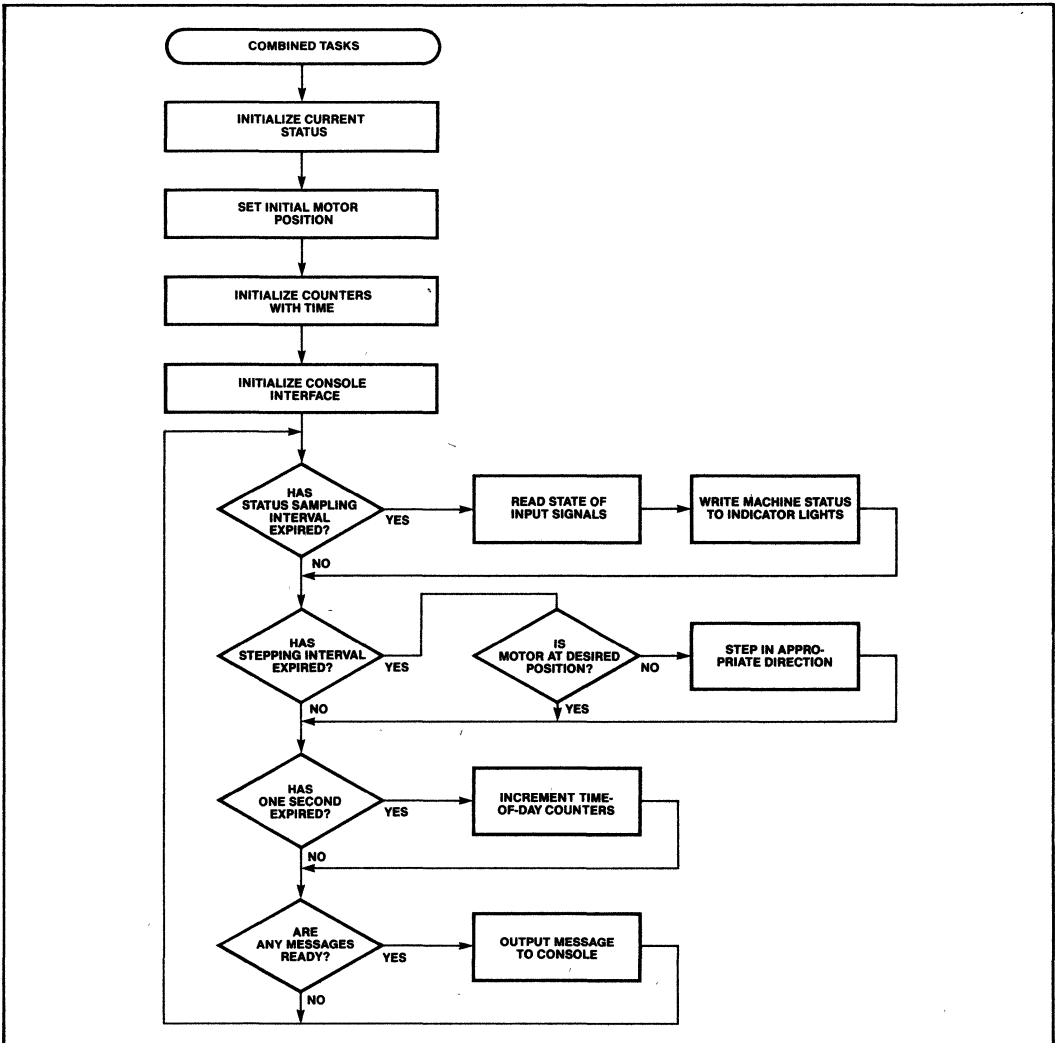 COMBINED TASKS
INITIALIZE CURRENT
STATUS
SET INITIAL MOTOR
POSITION
INITIALIZE COUNTERS
WITH TIME
INITIALIZE CONSOLE
INTERFACE
HAS
STATUS SAMPLING
INTERVAL
EXPIRED?
YES
READ STATE OF
INPUT SIGNALS
WRITE MACHINE STATUS
TO INDICATOR LIGHTS
NO
HAS
STEPPING INTERVAL
EXPIRED?
YES
IS
MOTOR AT DESIRED
POSITION?
NO
STEP IN APPRO-
PRIATE DIRECTION
NO
YES
HAS
ONE SECOND
EXPIRED?
YES
INCREMENT TIME-
OF-DAY COUNTERS
NO
ARE
ANY MESSAGES
READY?
YES
OUTPUT MESSAGE
TO CONSOLE
NO